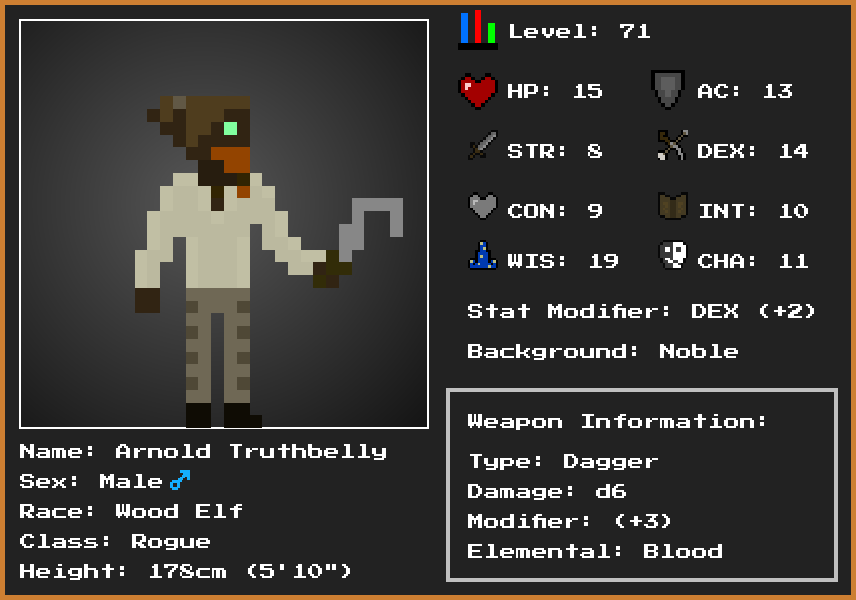 Level: 71
HP: 15
AC: 13
STR: 8
DEX: 14
CON: 9
INT: 10
WIS: 19
CHA: 11
Stat Modifier: DEX (+2)
Background: Noble
Weapon Information:
Type: Dagger
Damage: d6
Modifier: (+3)
Elemental: Blood
Name: Arnold Truthbelly
Sex: Male♂
Race: Wood Elf
Class: Rogue
Height: 178cm (5'10")